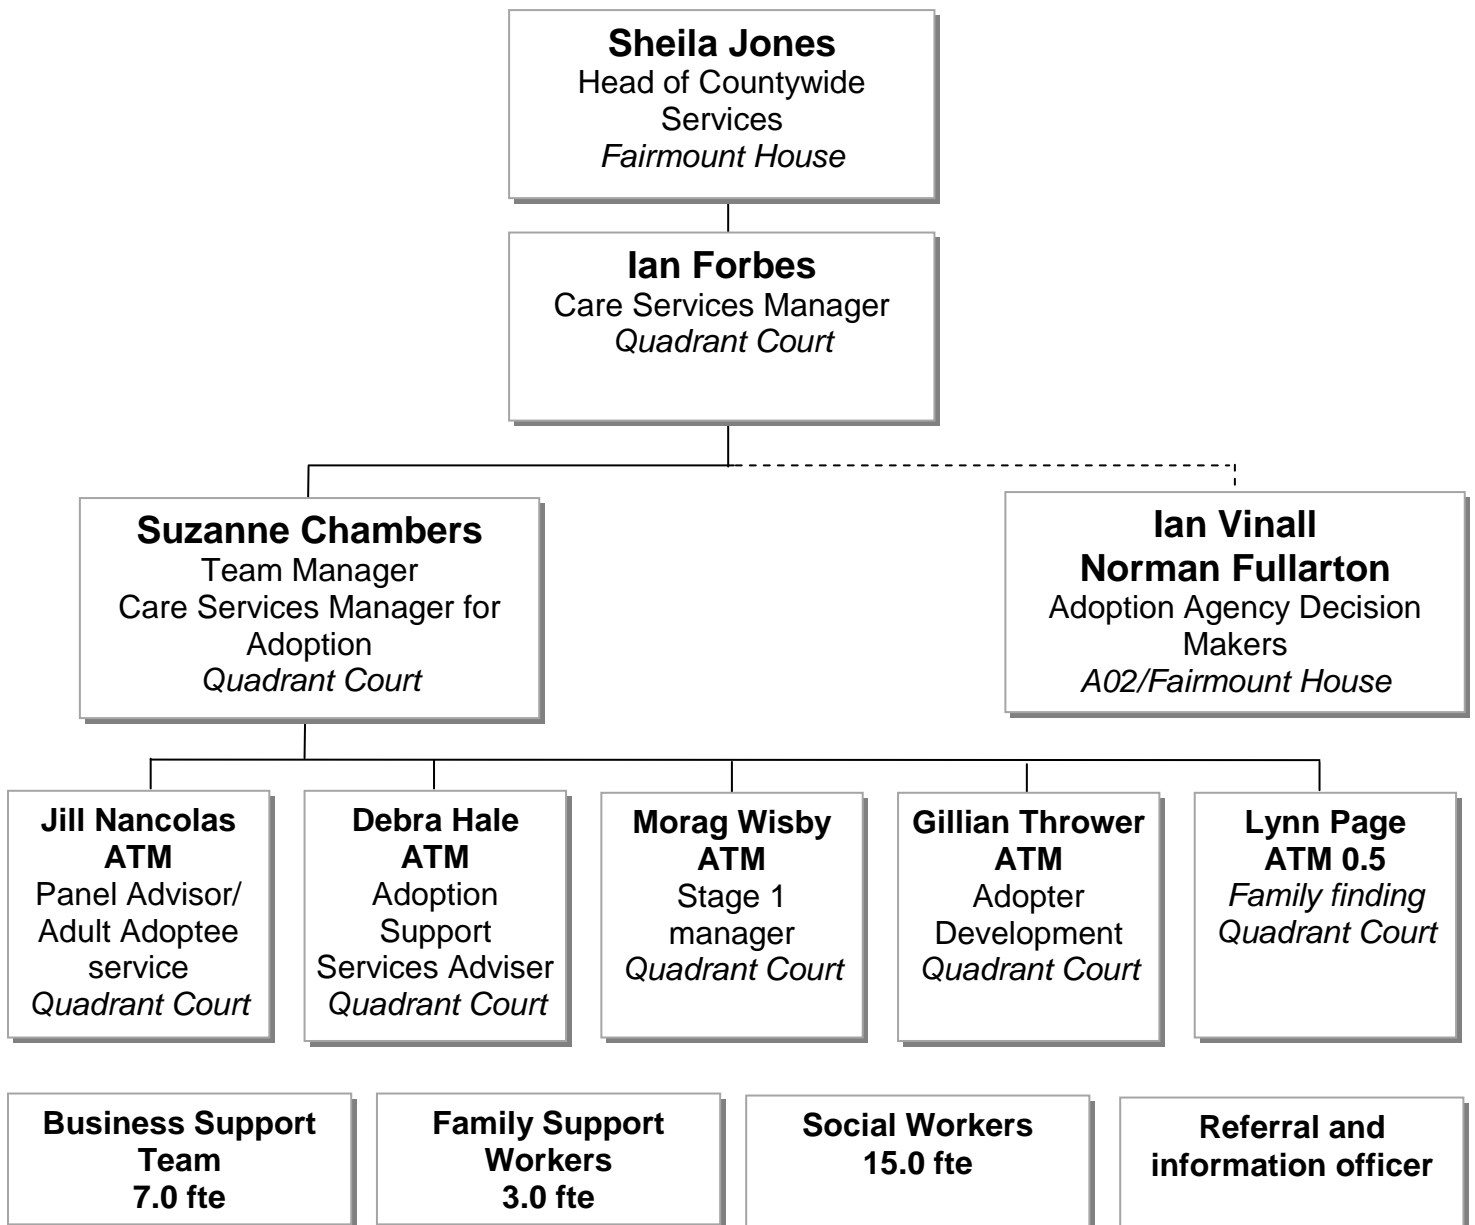 Sheila Jones
Head of Countywide
Services
Fairmount House
Ian Forbes
Care Services Manager
Quadrant Court
Suzanne Chambers
Team Manager
Care Services Manager for
Adoption
Quadrant Court
Ian Vinall
Norman Fullarton
Adoption Agency Decision
Makers
A02/Fairmount House
Jill Nancolas
ATM
Panel Advisor/
Adult Adoptee
service
Quadrant Court
Debra Hale
ATM
Adoption
Support
Services Adviser
Quadrant Court
Morag Wisby
ATM
Stage 1
manager
Quadrant Court
Gillian Thrower
ATM
Adopter
Development
Quadrant Court
Lynn Page
ATM 0.5
Family finding
Quadrant Court
Business Support
Team
7.0 fte
Family Support
Workers
3.0 fte
Social Workers
15.0 fte
Referral and
information officer